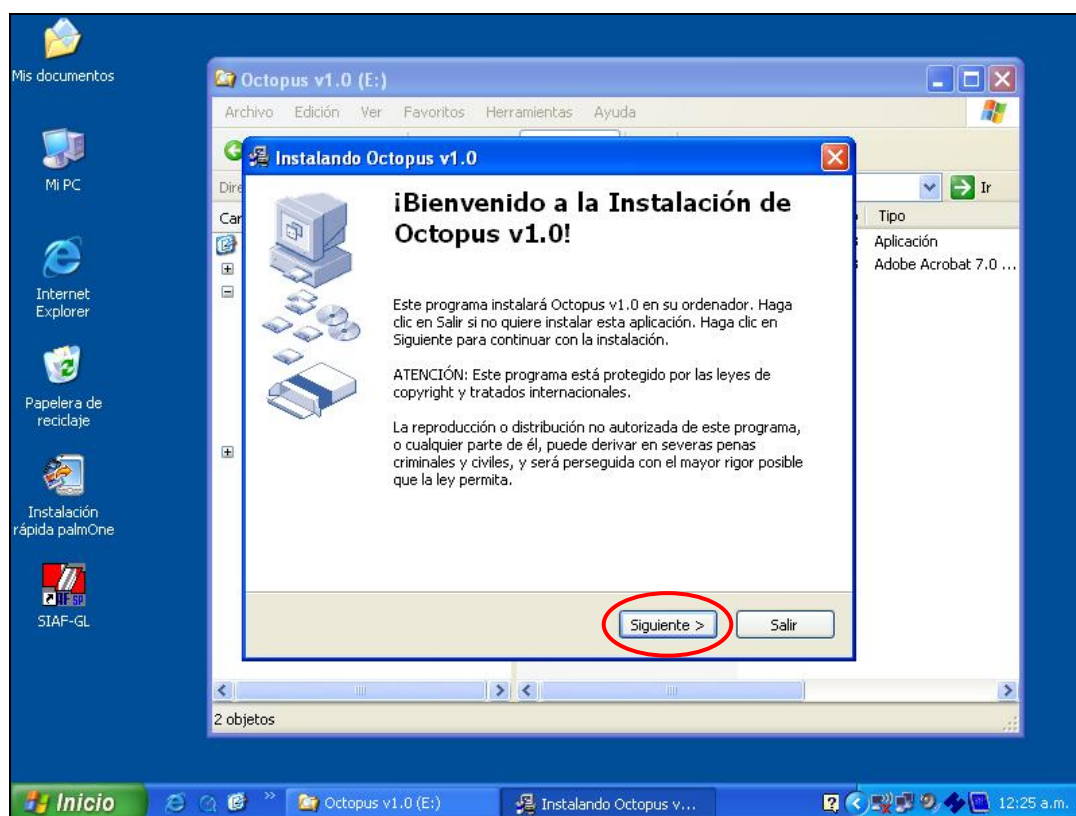 Mis documentos
Mi PC
Internet
Explorer
Papelera de
reciclaje
Instalación
rápida palmOne
SIAF-GL
Octopus v1.0 (E:)
Archivo Edición Ver Favoritos Herramientas Ayuda
Ir
Tipo
Aplicación
Adobe Acrobat 7.0 ...
Instalando Octopus v1.0
¡Bienvenido a la Instalación de
Octopus v1.0!
Este programa instalará Octopus v1.0 en su ordenador. Haga
clic en Salir si no quiere instalar esta aplicación. Haga clic en
Siguiente para continuar con la instalación.
ATENCIÓN: Este programa está protegido por las leyes de
copyright y tratados internacionales.
La reproducción o distribución no autorizada de este programa,
o cualquier parte de él, puede derivar en severas penas
criminales y civiles, y será perseguida con el mayor rigor posible
que la ley permita.
Siguiente > Salir
2 objetos
Inicio Octopus v1.0 (E:) Instalando Octopus v... 12:25 a.m.